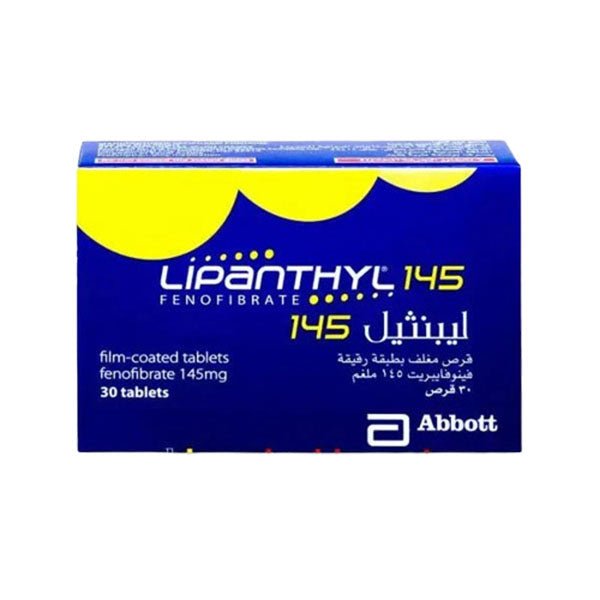 LIPANTHYL® 145
FENOFIBRATE
ليبنثيل 145
film-coated tablets
fenofibrate 145mg
30 tablets
قرص مغلف بطبقة رقيقة
فينوفايبريت ١٤٥ ملغم
٣٠ قرص
Abbott